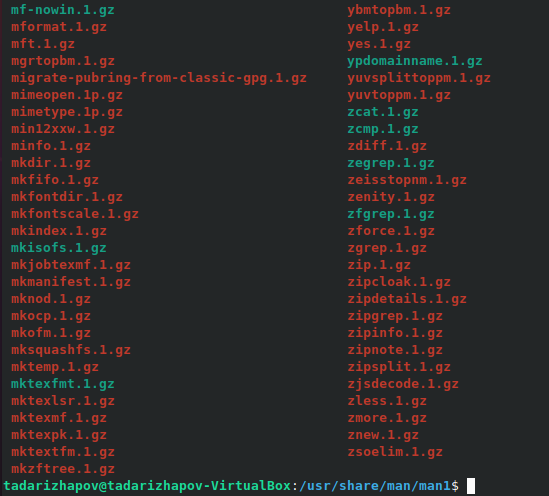 mf-nowin.1.gz ybmtopbm.1.gz
mformat.1.gz yelp.1.gz
mft.1.gz yes.1.gz
mgrtopbm.1.gz ypdomainname.1.gz
migrate-pubring-from-classic-gpg.1.gz yuvsplittoppm.1.gz
mimeopen.1p.gz yuvtoppm.1.gz
mimetype.1p.gz zcat.1.gz
min12xxw.1.gz zcmp.1.gz
minfo.1.gz zdiff.1.gz
mkdir.1.gz zegrep.1.gz
mkfifo.1.gz zeisstopnm.1.gz
mkfontdir.1.gz zenity.1.gz
mkfontscale.1.gz zfgrep.1.gz
mkindex.1.gz zforce.1.gz
mkisofs.1.gz zgrep.1.gz
mkjobtexmf.1.gz zip.1.gz
mkmanifest.1.gz zipcloak.1.gz
mknod.1.gz zipdetails.1.gz
mkocp.1.gz zipgrep.1.gz
mkofm.1.gz zipinfo.1.gz
mksquashfs.1.gz zipnote.1.gz
mktemp.1.gz zipsplit.1.gz
mktexfmt.1.gz zjsdecode.1.gz
mktexlsr.1.gz zless.1.gz
mktexmf.1.gz zmore.1.gz
mktexpk.1.gz znew.1.gz
mktextfm.1.gz zsoelim.1.gz
mkzftree.1.gz
tadarizhapov@tadarizhapov-VirtualBox:/usr/share/man/man1$